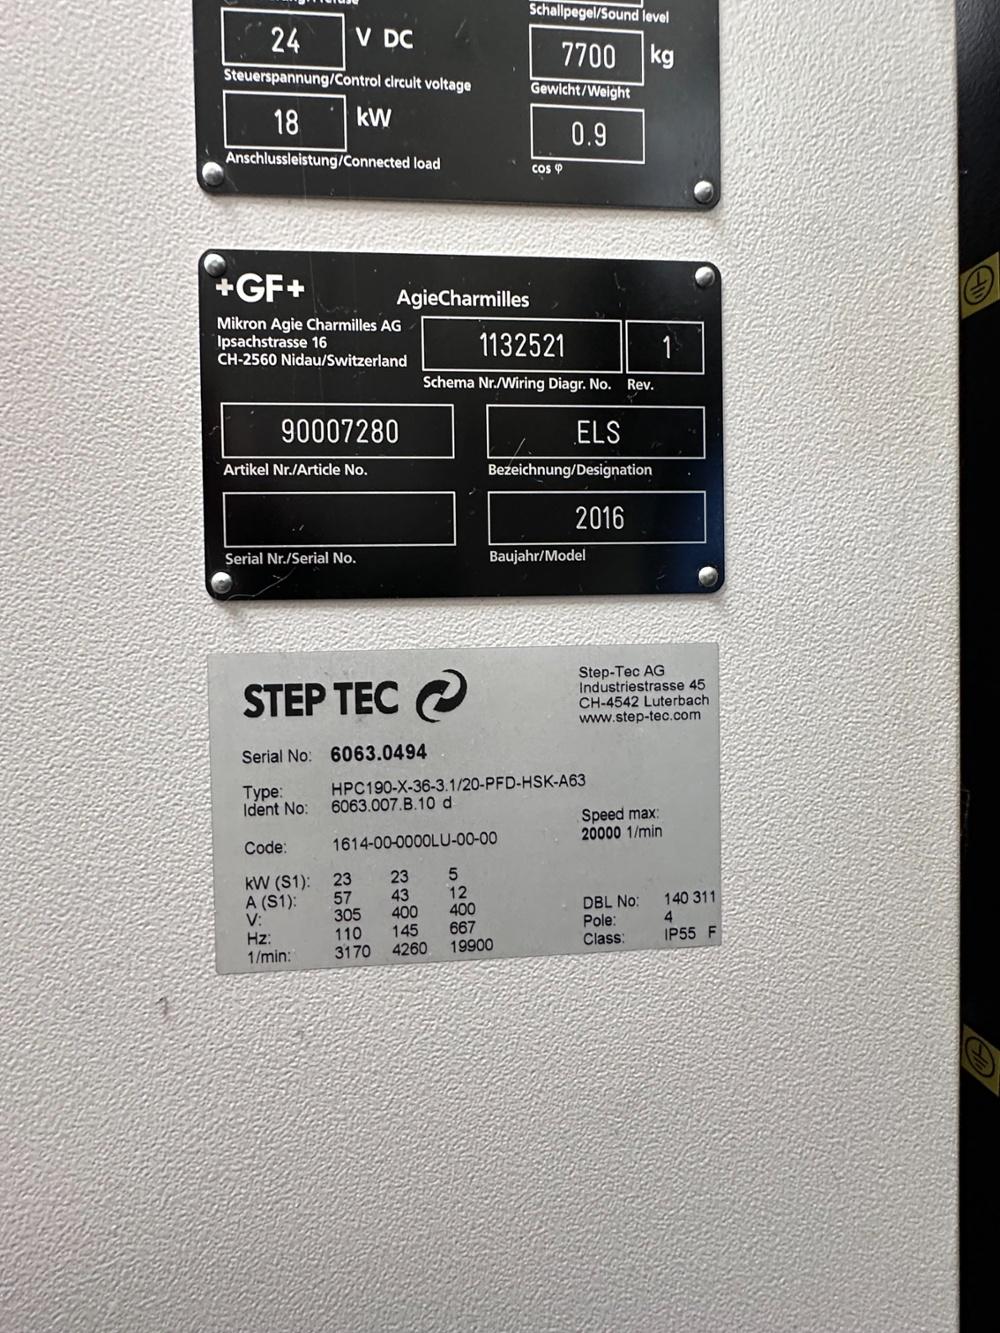 Schallpegel/Sound level
24 V DC
7700 kg
Steuerspannung/Control circuit voltage
Gewicht/Weight
18 kW
0.9
Anschlussleistung/Connected load
cos φ
+GF+
AgieCharmilles
Mikron Agie Charmilles AG
Ipsachstrasse 16
CH-2560 Nidau/Switzerland
1132521 1
Schema Nr./Wiring Diagr. No. Rev.
90007280 ELS
Artikel Nr./Article No. Bezeichnung/Designation
2016
Serial Nr./Serial No. Baujahr/Model
STEP TEC
Step-Tec AG
Industriestrasse 45
CH-4542 Luterbach
www.step-tec.com
Serial No: 6063.0494
Type: HPC190-X-36-3.1/20-PFD-HSK-A63
Ident No: 6063.007.B.10 d
Speed max:
20000 1/min
Code: 1614-00-0000LU-00-00
kW (S1): 23 23 5
A (S1): 57 43 12
V: 305 400 400
Hz: 110 145 667
1/min: 3170 4260 19900
DBL No: 140 311
Pole: 4
Class: IP55 F